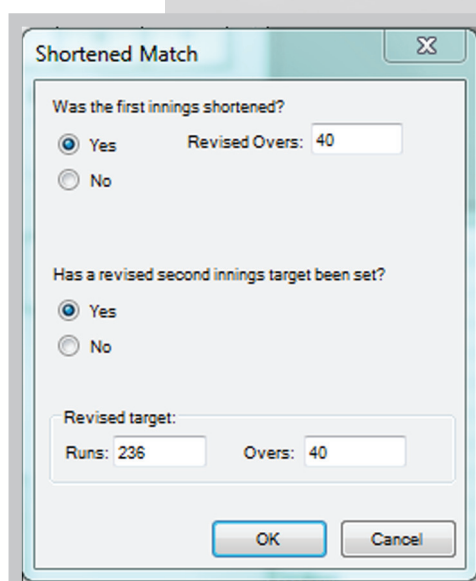 Shortened Match
Was the first innings shortened?
Yes Revised Overs: 40
No
Has a revised second innings target been set?
Yes
No
Revised target:
Runs: 236 Overs: 40
OK Cancel